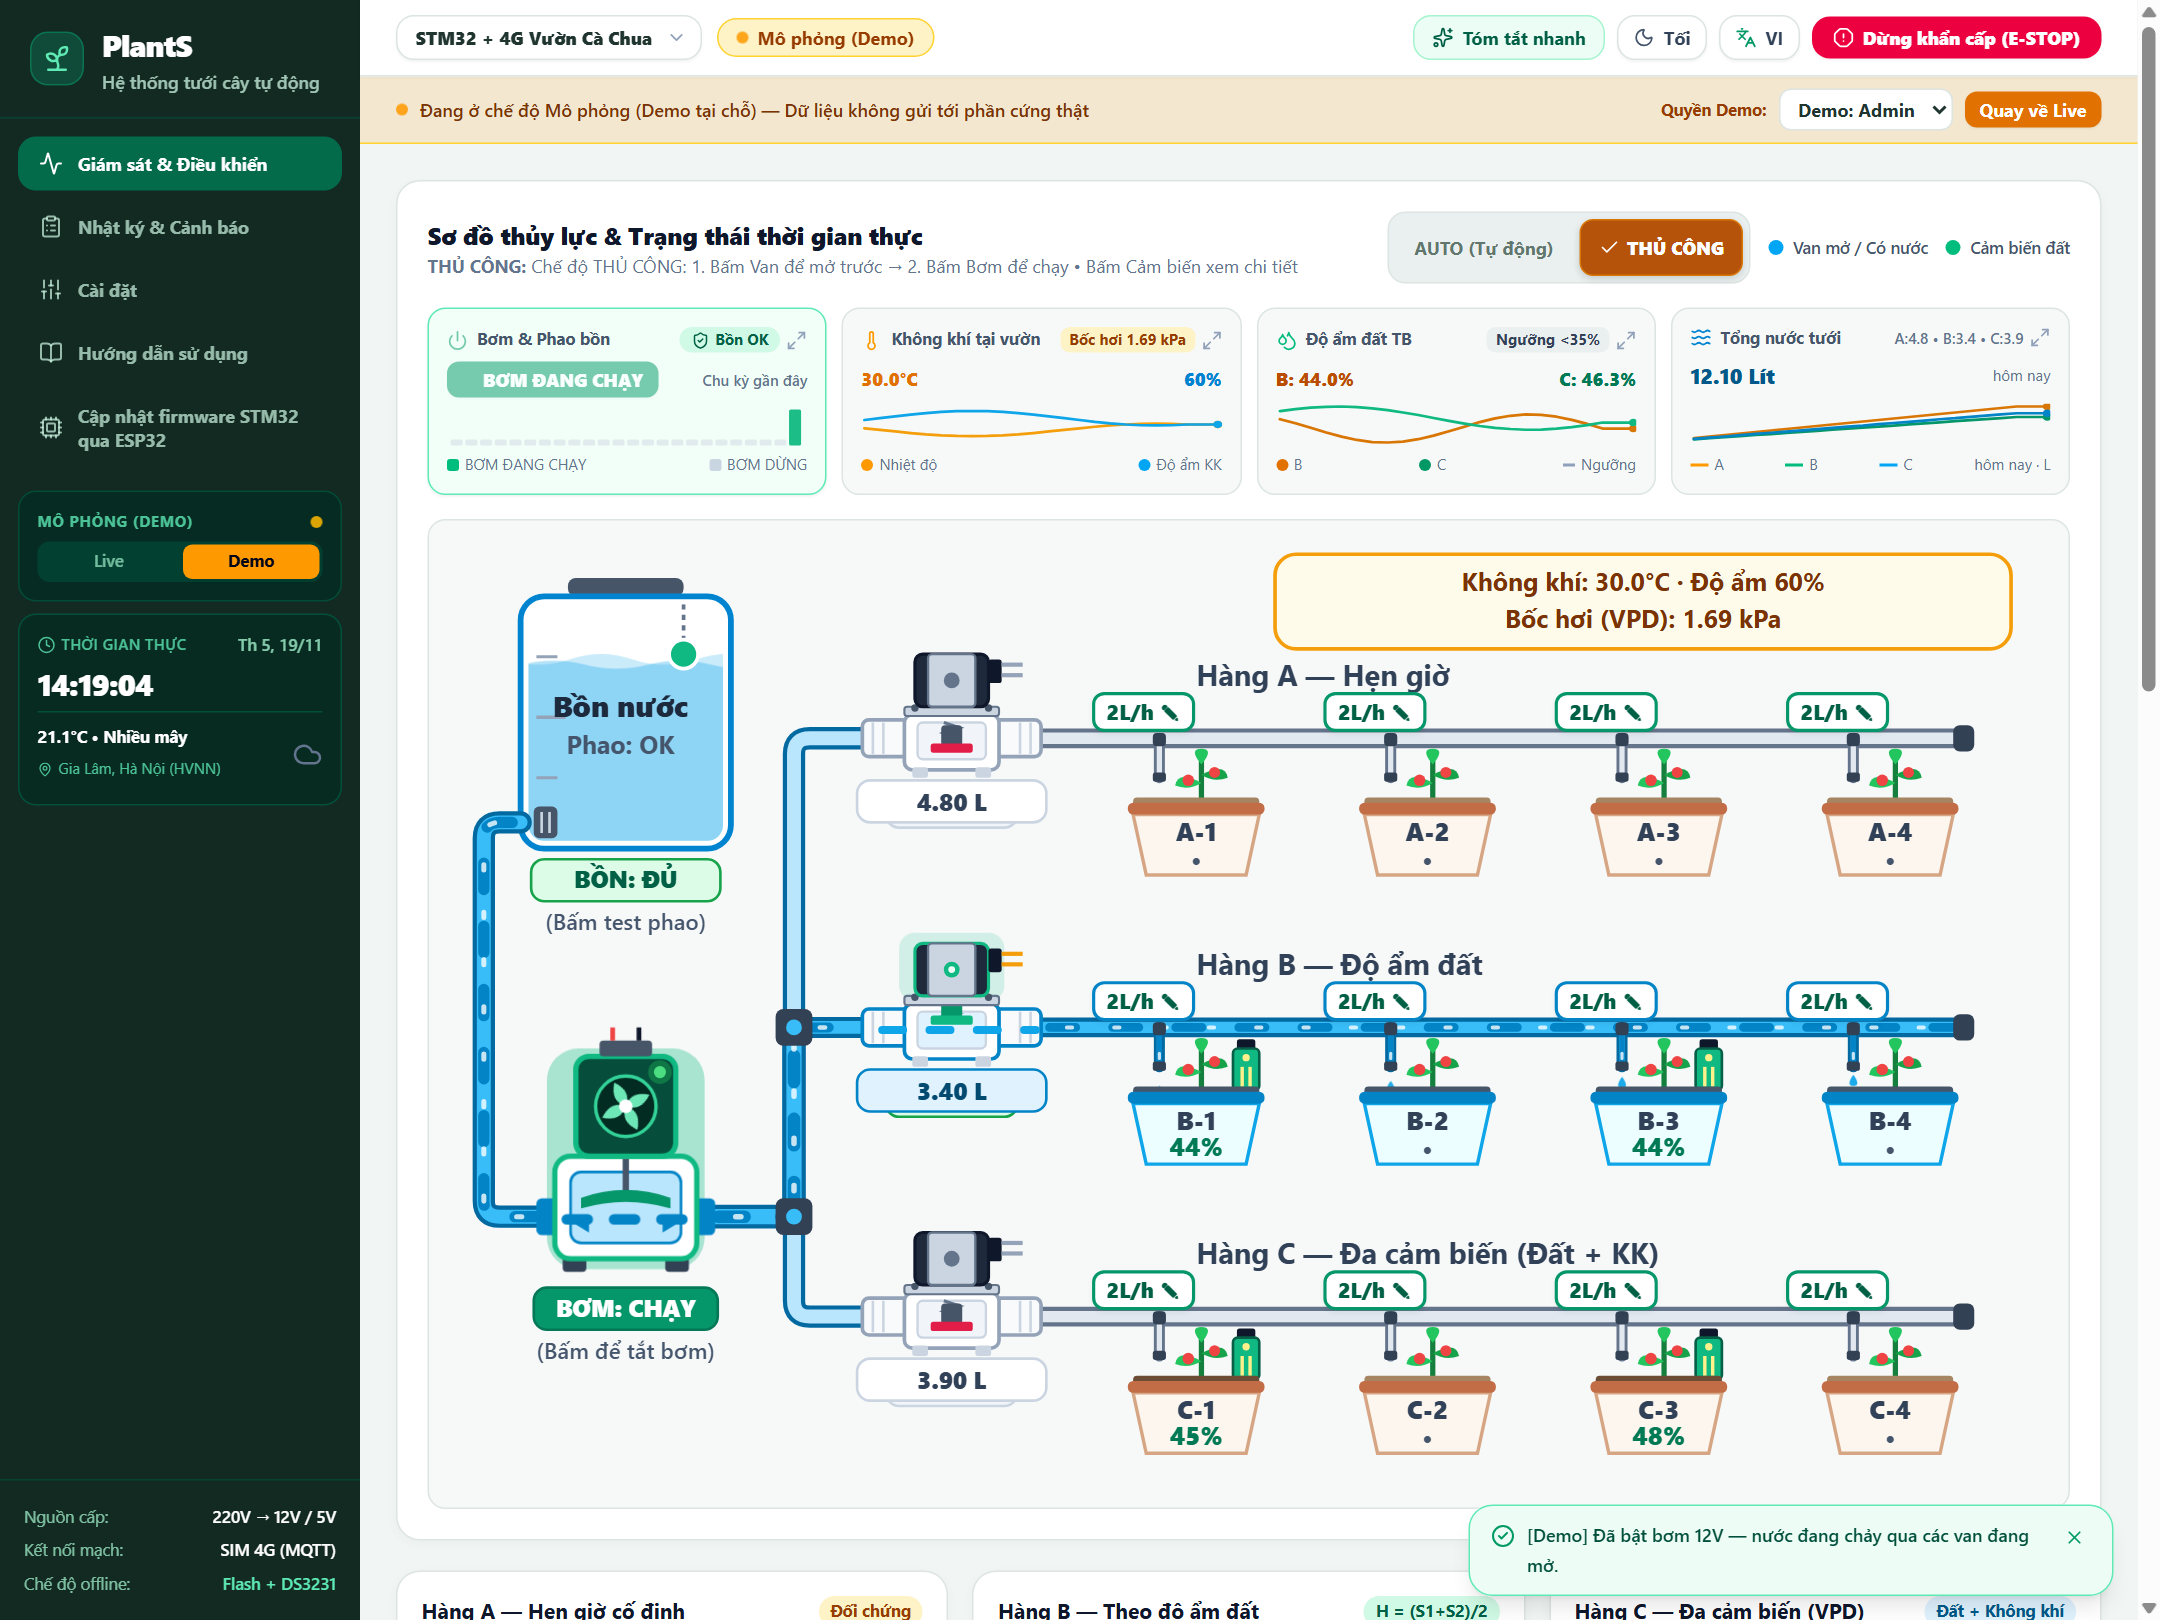 PlantS
Hệ thống tưới cây tự động
Giám sát & Điều khiển
Nhật ký & Cảnh báo
Cài đặt
Hướng dẫn sử dụng
Cập nhật firmware STM32
qua ESP32
MÔ PHỎNG (DEMO)
Live
Demo
THỜI GIAN THỰC
Th 5, 19/11
14:19:04
21.1°C • Nhiều mây
Gia Lâm, Hà Nội (HVNN)
Nguồn cấp:
220V → 12V / 5V
Kết nối mạch:
SIM 4G (MQTT)
Chế độ offline:
Flash + DS3231
STM32 + 4G Vườn Cà Chua
Mô phỏng (Demo)
Tóm tắt nhanh
Tối
VI
Dừng khẩn cấp (E-STOP)
Đang ở chế độ Mô phỏng (Demo tại chỗ) — Dữ liệu không gửi tới phần cứng thật
Quyền Demo:
Demo: Admin
Quay về Live
Sơ đồ thủy lực & Trạng thái thời gian thực
THỦ CÔNG: Chế độ THỦ CÔNG: 1. Bấm Van để mở trước → 2. Bấm Bơm để chạy • Bấm Cảm biến xem chi tiết
AUTO (Tự động)
THỦ CÔNG
Van mở / Có nước
Cảm biến đất
Bơm & Phao bồn
Bồn OK
BƠM ĐANG CHẠY
Chu kỳ gần đây
BƠM ĐANG CHẠY
BƠM DỪNG
Không khí tại vườn
Bốc hơi 1.69 kPa
30.0°C
60%
Nhiệt độ
Độ ẩm KK
Độ ẩm đất TB
Ngưỡng <35%
B: 44.0%
C: 46.3%
B
C
Ngưỡng
Tổng nước tưới
A:4.8 • B:3.4 • C:3.9
12.10 Lít
hôm nay
A
B
C
hôm nay · L
Không khí: 30.0°C · Độ ẩm 60%
Bốc hơi (VPD): 1.69 kPa
Bồn nước
Phao: OK
BỒN: ĐỦ
(Bấm test phao)
BƠM: CHẠY
(Bấm để tắt bơm)
Hàng A — Hẹn giờ
2L/h
2L/h
2L/h
2L/h
4.80 L
A-1
A-2
A-3
A-4
Hàng B — Độ ẩm đất
2L/h
2L/h
2L/h
2L/h
3.40 L
B-1
44%
B-2
B-3
44%
B-4
Hàng C — Đa cảm biến (Đất + KK)
2L/h
2L/h
2L/h
2L/h
3.90 L
C-1
45%
C-2
C-3
48%
C-4
[Demo] Đã bật bơm 12V — nước đang chảy qua các van đang
mở.
Hàng A — Hẹn giờ cố định
Đối chứng
Hàng B — Theo độ ẩm đất
H = (S1+S2)/2
Hàng C — Đa cảm biến (VPD)
Đất + Không khí